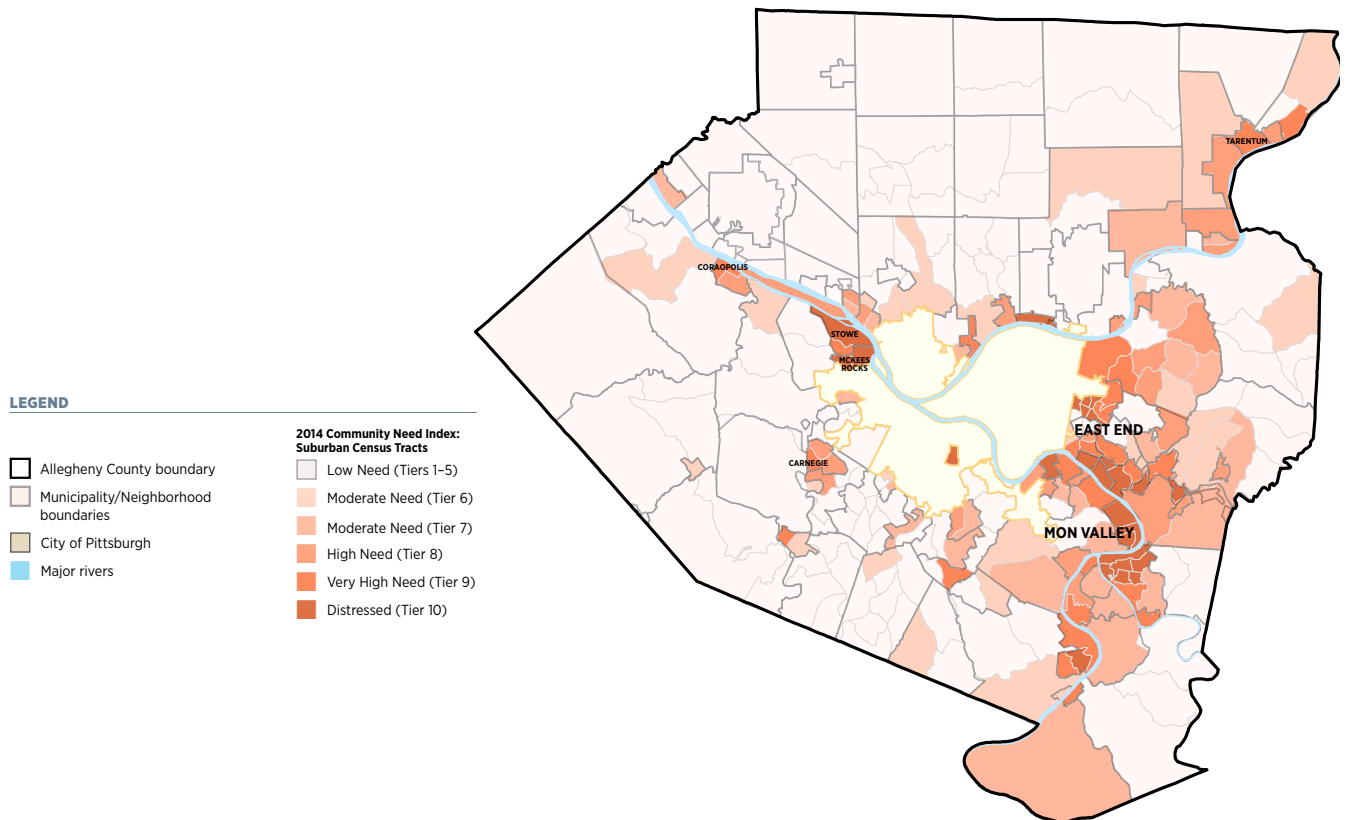 LEGEND
Allegheny County boundary
Municipality/Neighborhood
boundaries
City of Pittsburgh
Major rivers
2014 Community Need Index:
Suburban Census Tracts
Low Need (Tiers 1–5)
Moderate Need (Tier 6)
Moderate Need (Tier 7)
High Need (Tier 8)
Very High Need (Tier 9)
Distressed (Tier 10)
TARENTUM
CORAOPOLIS
STOWE
MCKEES
ROCKS
EAST END
CARNEGIE
MON VALLEY